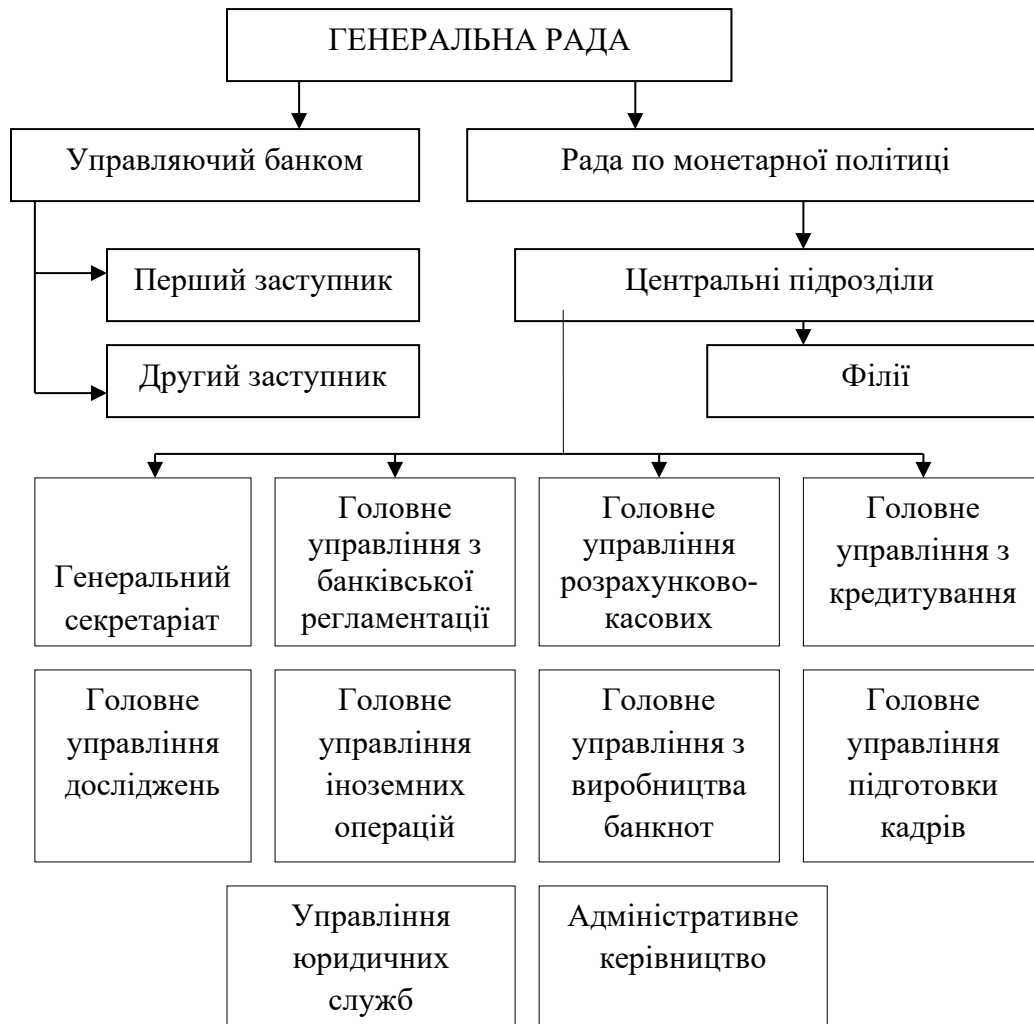 ГЕНЕРАЛЬНА РАДА
Управляючий банком
Рада по монетарної політиці
Перший заступник
Центральні підрозділи
Другий заступник
Філії
Генеральний
секретаріат
Головне
управління з
банківської
регламентації
Головне
управління
розрахунково-
касових
Головне
управління з
кредитування
Головне
управління
досліджень
Головне
управління
іноземних
операцій
Головне
управління з
виробництва
банкнот
Головне
управління
підготовки
кадрів
Управління
юридичних
служб
Адміністративне
керівництво